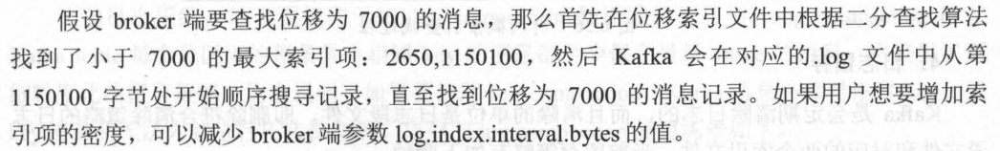 假设 broker 端要查找位移为 7000 的消息，那么首先在位移索引文件中根据二分查找算法
找到了小于 7000 的最大索引项：2650,1150100，然后 Kafka 会在对应的.log 文件中从第
1150100 字节处开始顺序搜寻记录，直至找到位移为 7000 的消息记录。如果用户想要增加索
引项的密度，可以减少 broker 端参数 log.index.interval.bytes 的值。